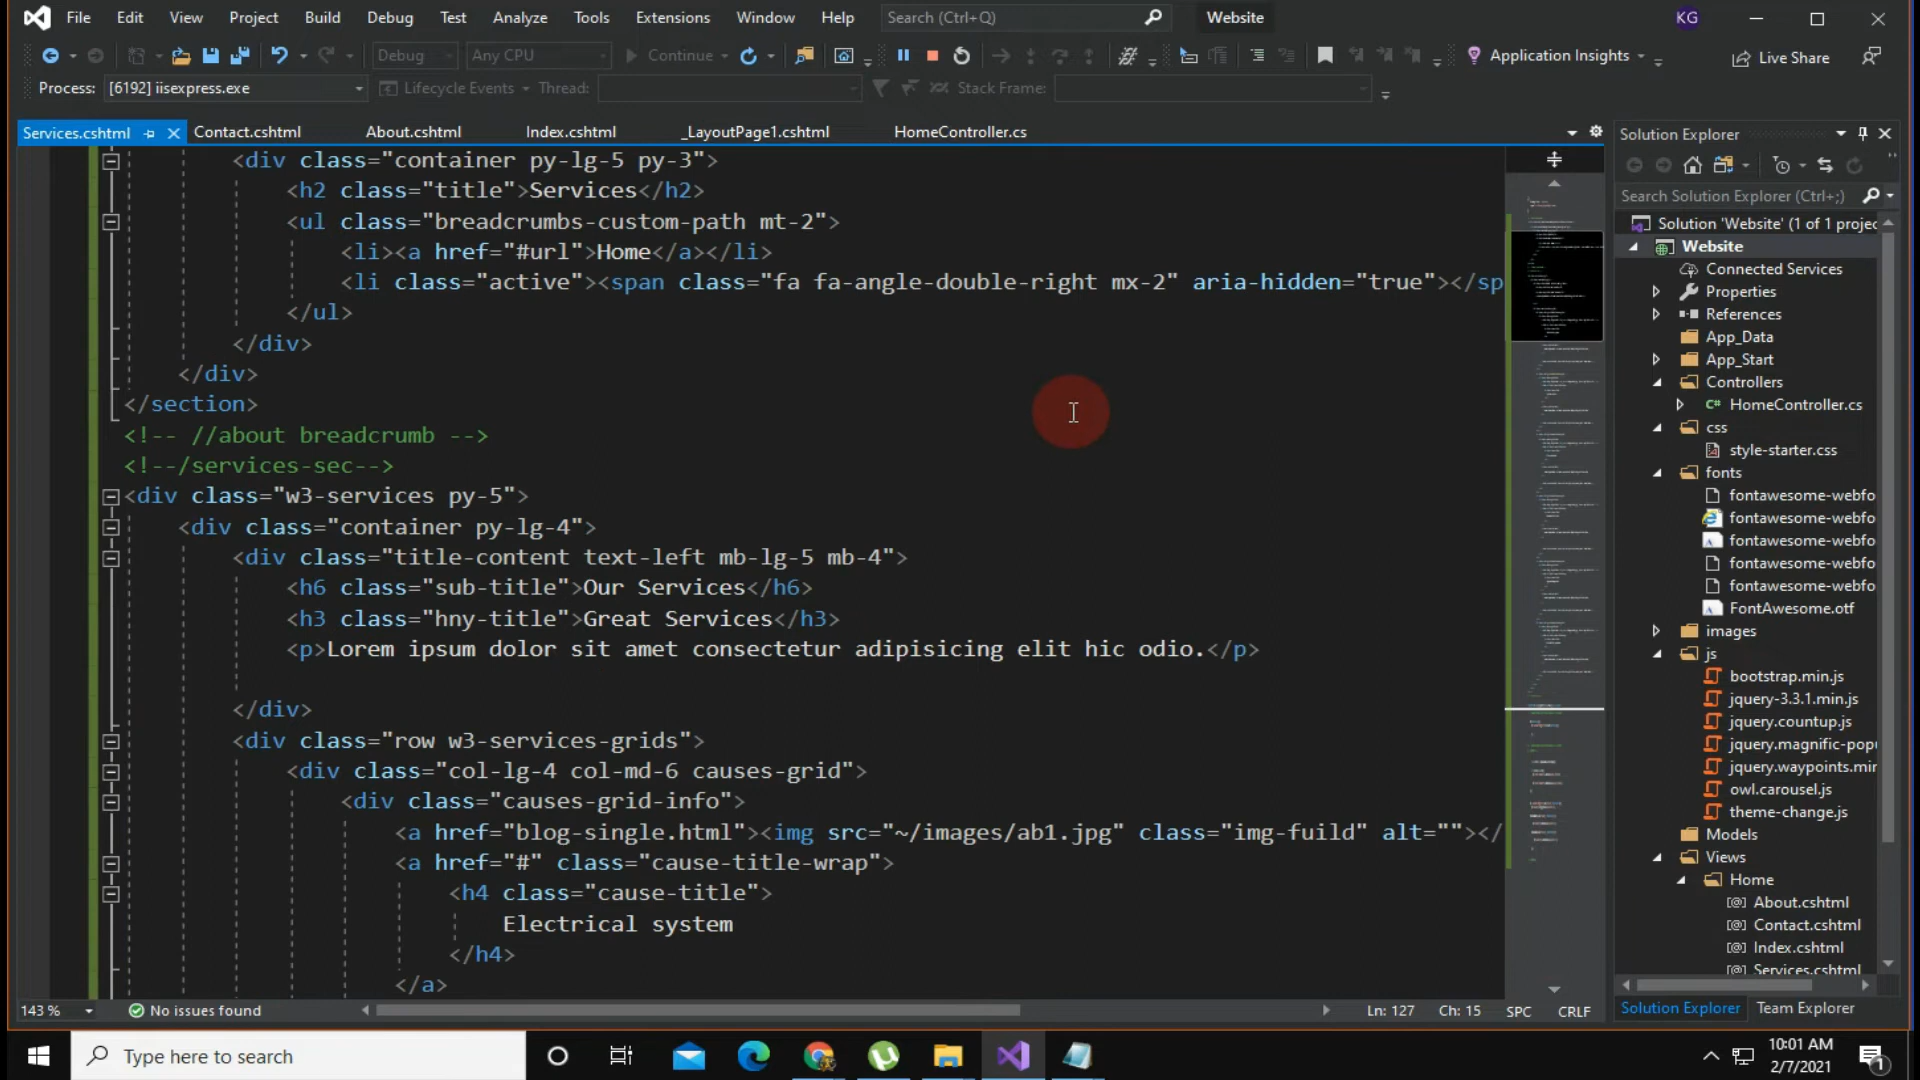 File Edit View Project Build Debug Test Analyze Tools Extensions Window Help Search (Ctrl+Q) Website KG
Debug Any CPU Continue Application Insights Live Share
Process: [6192] iisexpress.exe Lifecycle Events Thread: Stack Frame:
Services.cshtml Contact.cshtml About.cshtml Index.cshtml _LayoutPage1.cshtml HomeController.cs
<div class="container py-lg-5 py-3">
<h2 class="title">Services</h2>
<ul class="breadcrumbs-custom-path mt-2">
<li><a href="#url">Home</a></li>
<li class="active"><span class="fa fa-angle-double-right mx-2" aria-hidden="true"></sp
</ul>
</div>
</div>
</section>
<!-- //about breadcrumb -->
<!--/services-sec-->
<div class="w3-services py-5">
<div class="container py-lg-4">
<div class="title-content text-left mb-lg-5 mb-4">
<h6 class="sub-title">Our Services</h6>
<h3 class="hny-title">Great Services</h3>
<p>Lorem ipsum dolor sit amet consectetur adipisicing elit hic odio.</p>
</div>
<div class="row w3-services-grids">
<div class="col-lg-4 col-md-6 causes-grid">
<div class="causes-grid-info">
<a href="blog-single.html"><img src="~/images/ab1.jpg" class="img-fuild" alt=""></
<a href="#" class="cause-title-wrap">
<h4 class="cause-title">
Electrical system
</h4>
</a>
143 % No issues found Ln: 127 Ch: 15 SPC CRLF
Solution Explorer
Search Solution Explorer (Ctrl+;)
Solution 'Website' (1 of 1 projec
Website
Connected Services
Properties
References
App_Data
App_Start
Controllers
C# HomeController.cs
css
style-starter.css
fonts
fontawesome-webfo
fontawesome-webfo
fontawesome-webfo
fontawesome-webfo
fontawesome-webfo
FontAwesome.otf
images
js
bootstrap.min.js
jquery-3.3.1.min.js
jquery.countup.js
jquery.magnific-popu
jquery.waypoints.mir
owl.carousel.js
theme-change.js
Models
Views
Home
About.cshtml
Contact.cshtml
Index.cshtml
Services.cshtml
Solution Explorer Team Explorer
Type here to search
10:01 AM
2/7/2021
1